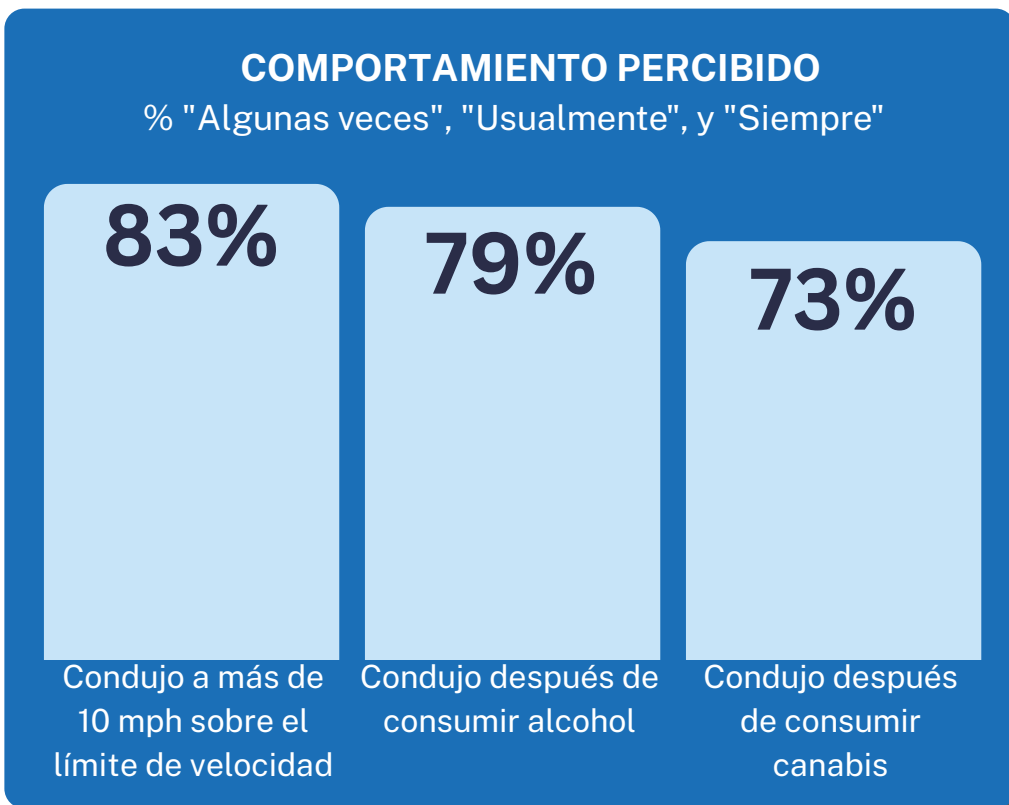 COMPORTAMIENTO PERCIBIDO
% "Algunas veces", "Usualmente", y "Siempre"
83%
79%
73%
Condujo a más de
10 mph sobre el
límite de velocidad
Condujo después de
consumir alcohol
Condujo después
de consumir
canabis